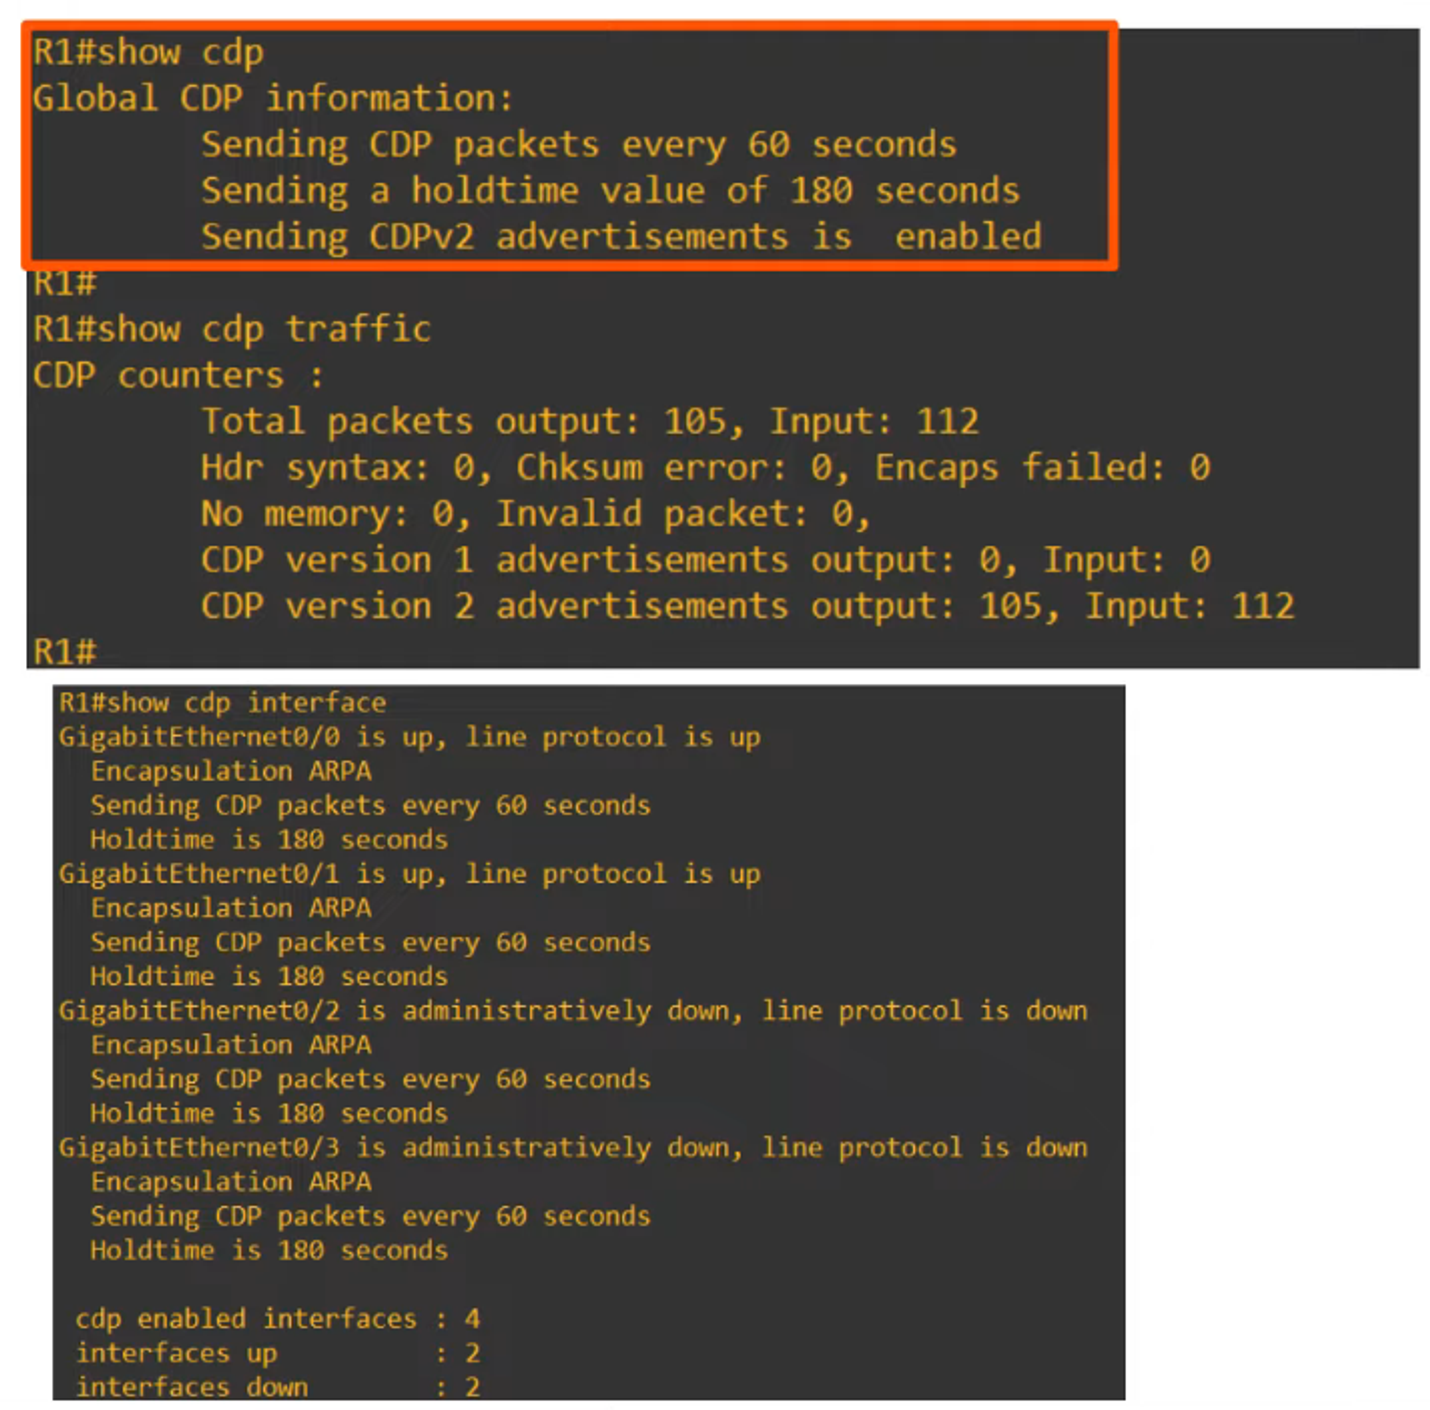 R1#show cdp
Global CDP information:
Sending CDP packets every 60 seconds
Sending a holdtime value of 180 seconds
Sending CDPv2 advertisements is  enabled
R1#
R1#show cdp traffic
CDP counters :
Total packets output: 105, Input: 112
Hdr syntax: 0, Chksum error: 0, Encaps failed: 0
No memory: 0, Invalid packet: 0,
CDP version 1 advertisements output: 0, Input: 0
CDP version 2 advertisements output: 105, Input: 112
R1#
R1#show cdp interface
GigabitEthernet0/0 is up, line protocol is up
Encapsulation ARPA
Sending CDP packets every 60 seconds
Holdtime is 180 seconds
GigabitEthernet0/1 is up, line protocol is up
Encapsulation ARPA
Sending CDP packets every 60 seconds
Holdtime is 180 seconds
GigabitEthernet0/2 is administratively down, line protocol is down
Encapsulation ARPA
Sending CDP packets every 60 seconds
Holdtime is 180 seconds
GigabitEthernet0/3 is administratively down, line protocol is down
Encapsulation ARPA
Sending CDP packets every 60 seconds
Holdtime is 180 seconds
cdp enabled interfaces : 4
interfaces up          : 2
interfaces down        : 2